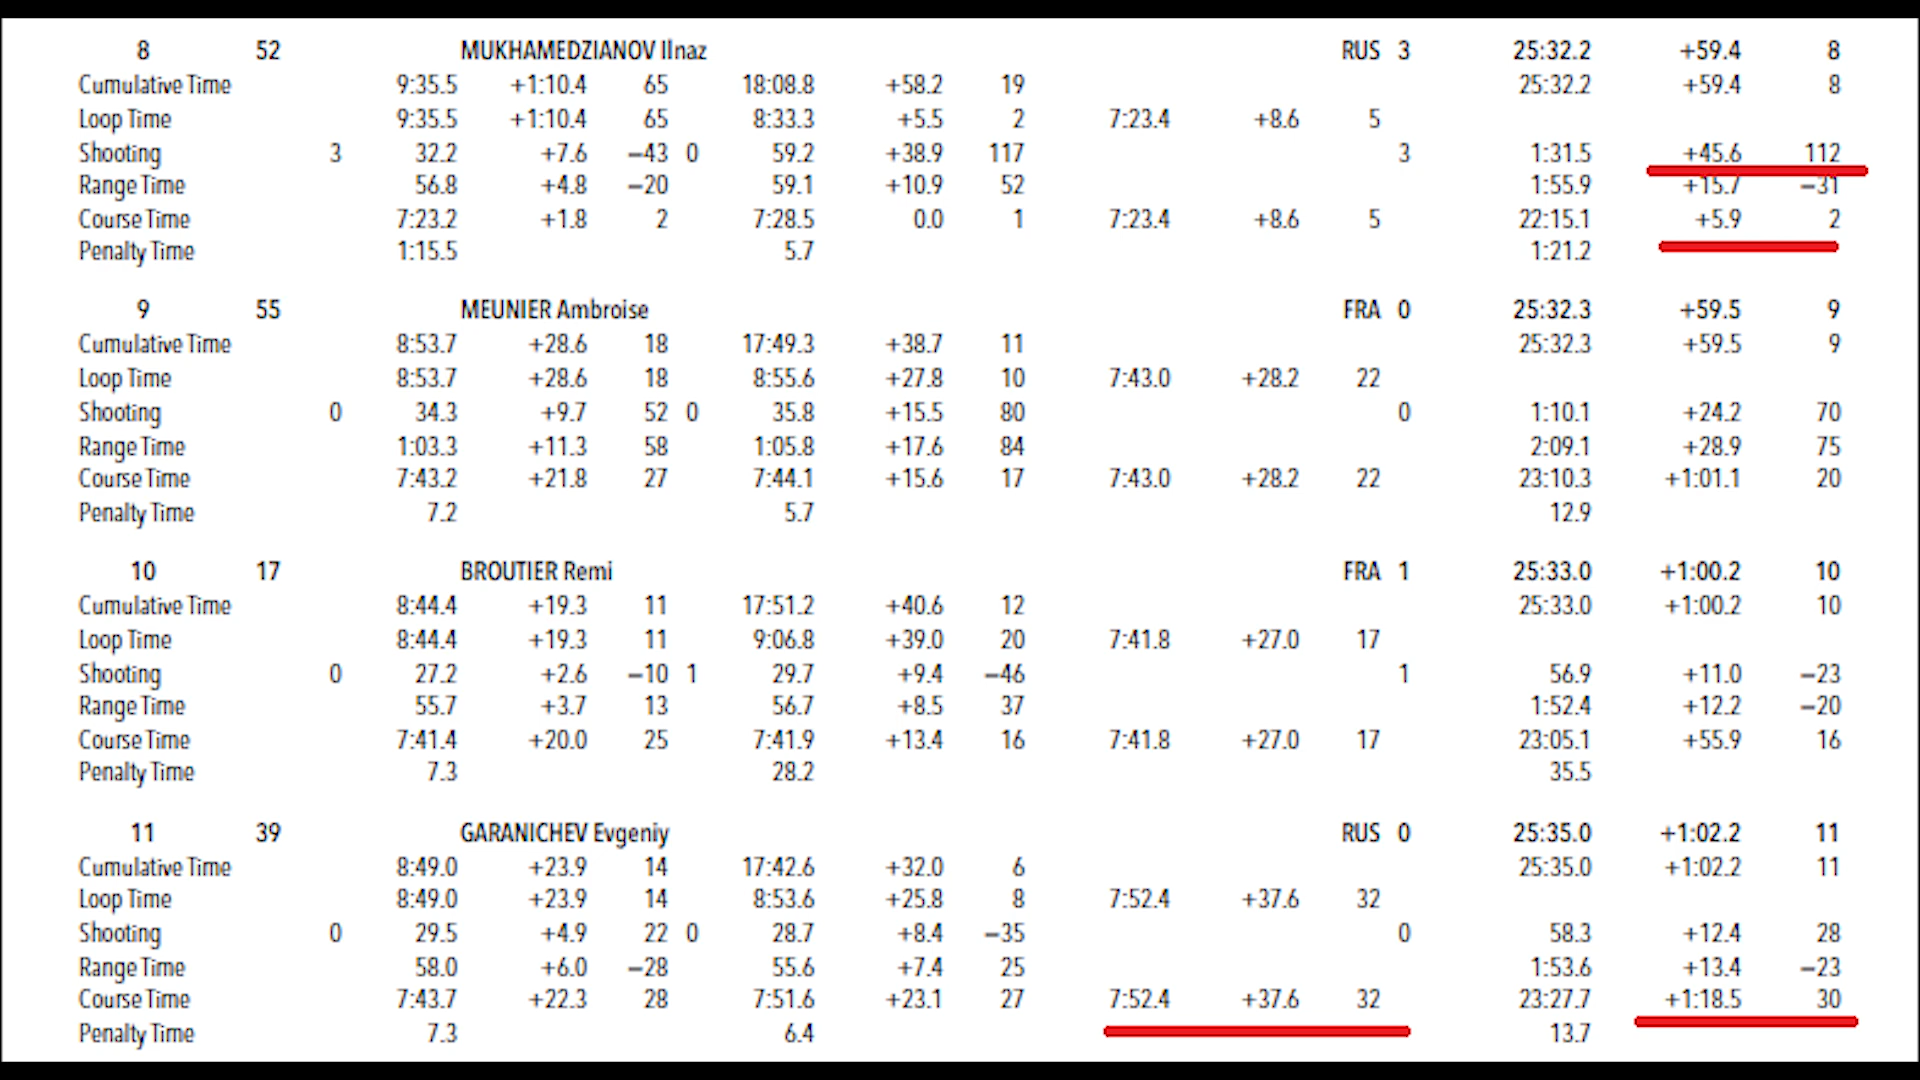 8 52 MUKHAMEDZIANOV Ilnaz RUS 3 25:32.2 +59.4 8
Cumulative Time 9:35.5 +1:10.4 65 18:08.8 +58.2 19 25:32.2 +59.4 8
Loop Time 9:35.5 +1:10.4 65 8:33.3 +5.5 2 7:23.4 +8.6 5
Shooting 3 32.2 +7.6 =43 0 59.2 +38.9 117 3 1:31.5 +45.6 112
Range Time 56.8 +4.8 =20 59.1 +10.9 52 1:55.9 +15.7 =31
Course Time 7:23.2 +1.8 2 7:28.5 0.0 1 7:23.4 +8.6 5 22:15.1 +5.9 2
Penalty Time 1:15.5 5.7 1:21.2
9 55 MEUNIER Ambroise FRA 0 25:32.3 +59.5 9
Cumulative Time 8:53.7 +28.6 18 17:49.3 +38.7 11 25:32.3 +59.5 9
Loop Time 8:53.7 +28.6 18 8:55.6 +27.8 10 7:43.0 +28.2 22
Shooting 0 34.3 +9.7 52 0 35.8 +15.5 80 0 1:10.1 +24.2 70
Range Time 1:03.3 +11.3 58 1:05.8 +17.6 84 2:09.1 +28.9 75
Course Time 7:43.2 +21.8 27 7:44.1 +15.6 17 7:43.0 +28.2 22 23:10.3 +1:01.1 20
Penalty Time 7.2 5.7 12.9
10 17 BROUTIER Remi FRA 1 25:33.0 +1:00.2 10
Cumulative Time 8:44.4 +19.3 11 17:51.2 +40.6 12 25:33.0 +1:00.2 10
Loop Time 8:44.4 +19.3 11 9:06.8 +39.0 20 7:41.8 +27.0 17
Shooting 0 27.2 +2.6 =10 1 29.7 +9.4 =46 1 56.9 +11.0 =23
Range Time 55.7 +3.7 13 56.7 +8.5 37 1:52.4 +12.2 =20
Course Time 7:41.4 +20.0 25 7:41.9 +13.4 16 7:41.8 +27.0 17 23:05.1 +55.9 16
Penalty Time 7.3 28.2 35.5
11 39 GARANICHEV Evgeniy RUS 0 25:35.0 +1:02.2 11
Cumulative Time 8:49.0 +23.9 14 17:42.6 +32.0 6 25:35.0 +1:02.2 11
Loop Time 8:49.0 +23.9 14 8:53.6 +25.8 8 7:52.4 +37.6 32
Shooting 0 29.5 +4.9 22 0 28.7 +8.4 =35 0 58.3 +12.4 28
Range Time 58.0 +6.0 =28 55.6 +7.4 25 1:53.6 +13.4 =23
Course Time 7:43.7 +22.3 28 7:51.6 +23.1 27 7:52.4 +37.6 32 23:27.7 +1:18.5 30
Penalty Time 7.3 6.4 13.7